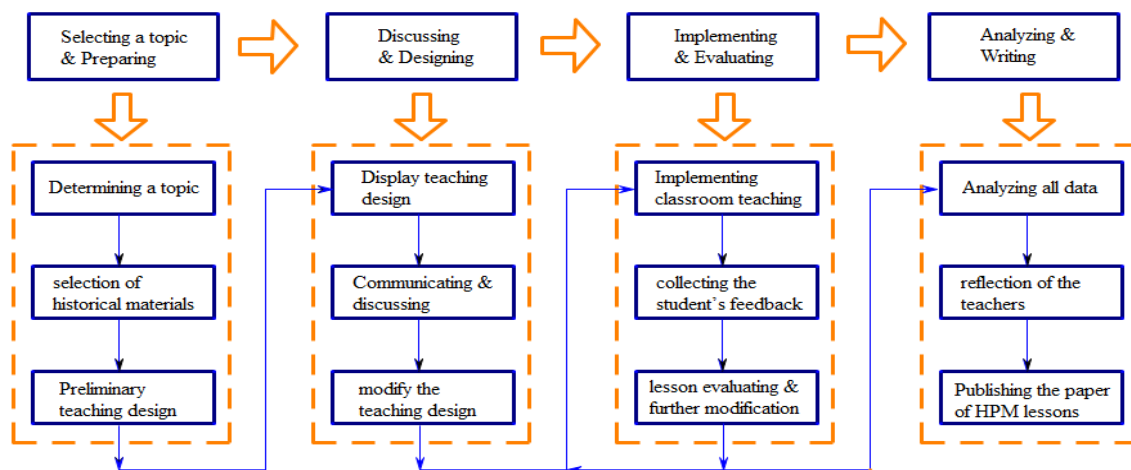 Selecting a topic
& Preparing
Discussing
& Designing
Implementing
& Evaluating
Analyzing &
Writing
Determining a topic
selection of
historical materials
Preliminary
teaching design
Display teaching
design
Communicating &
discussing
modify the
teaching design
Implementing
classroom teaching
collecting the
student's feedback
lesson evaluating &
further modification
Analyzing all data
reflection of the
teachers
Publishing the paper
of HPM lessons